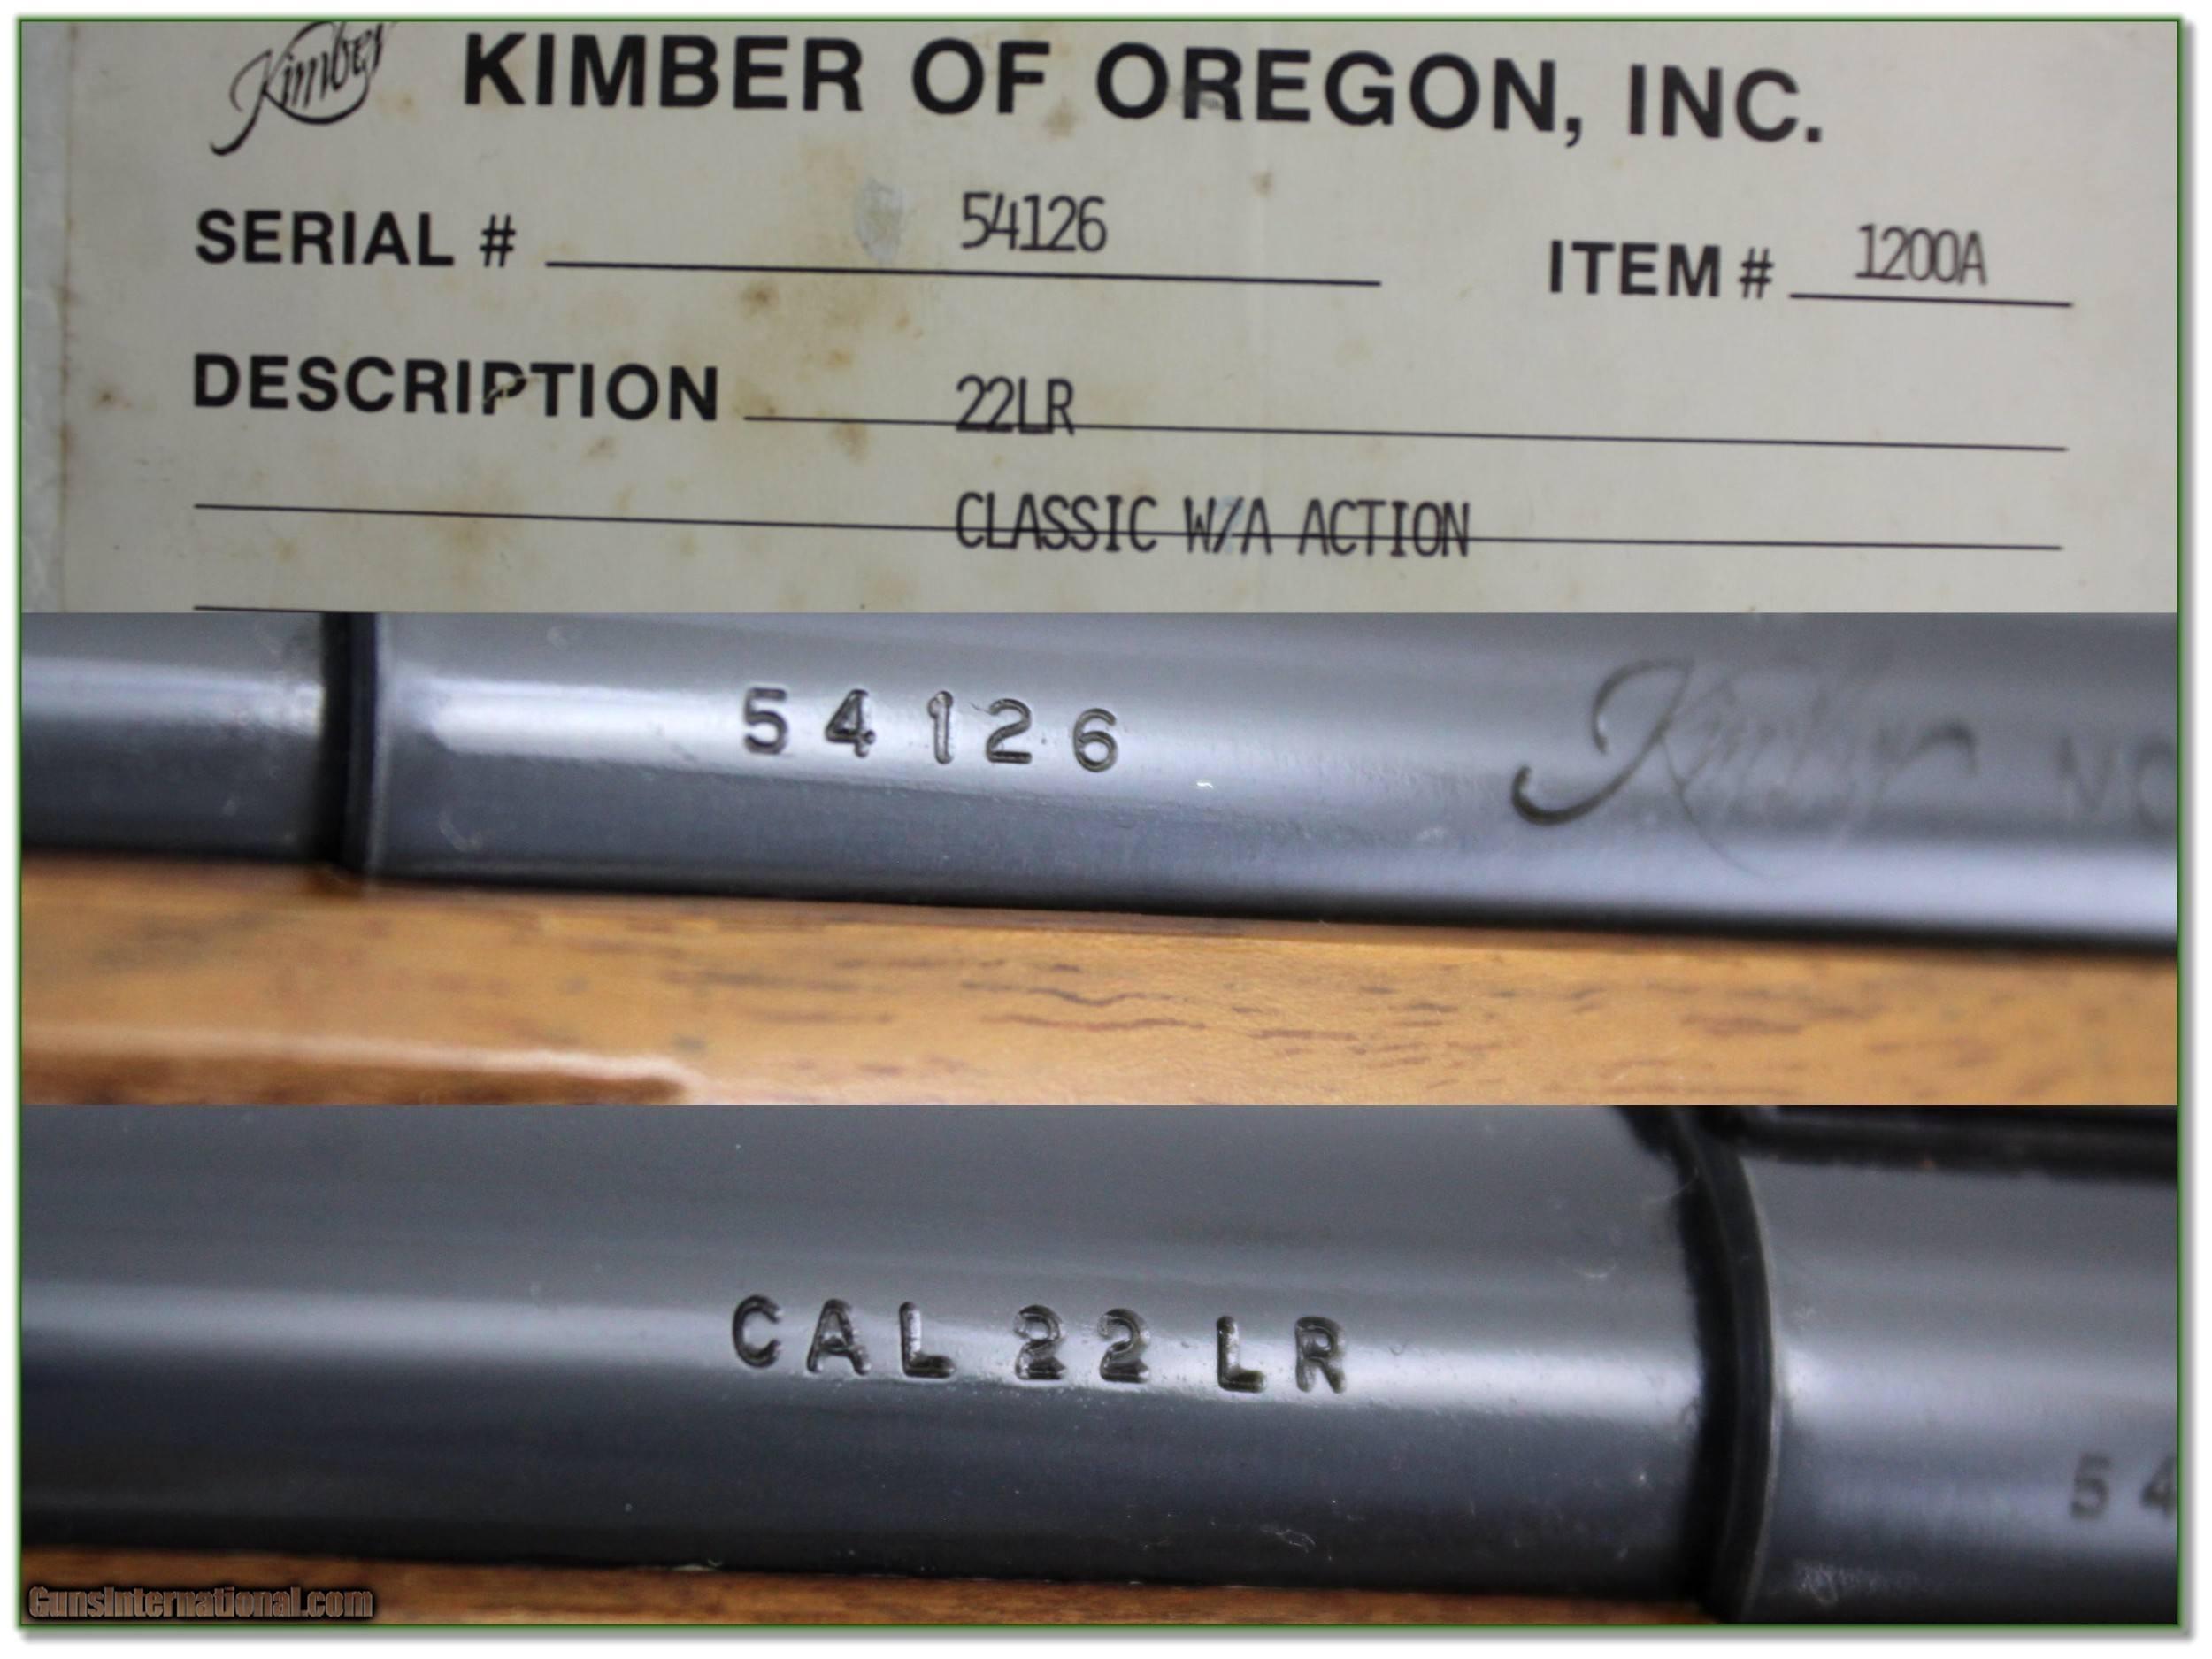 Kimber KIMBER OF OREGON, INC.
SERIAL # 54126 ITEM # 1200A
DESCRIPTION 22LR
CLASSIC W/A ACTION
54126 Kimber
CAL 22 LR
54
GunsInternational.com